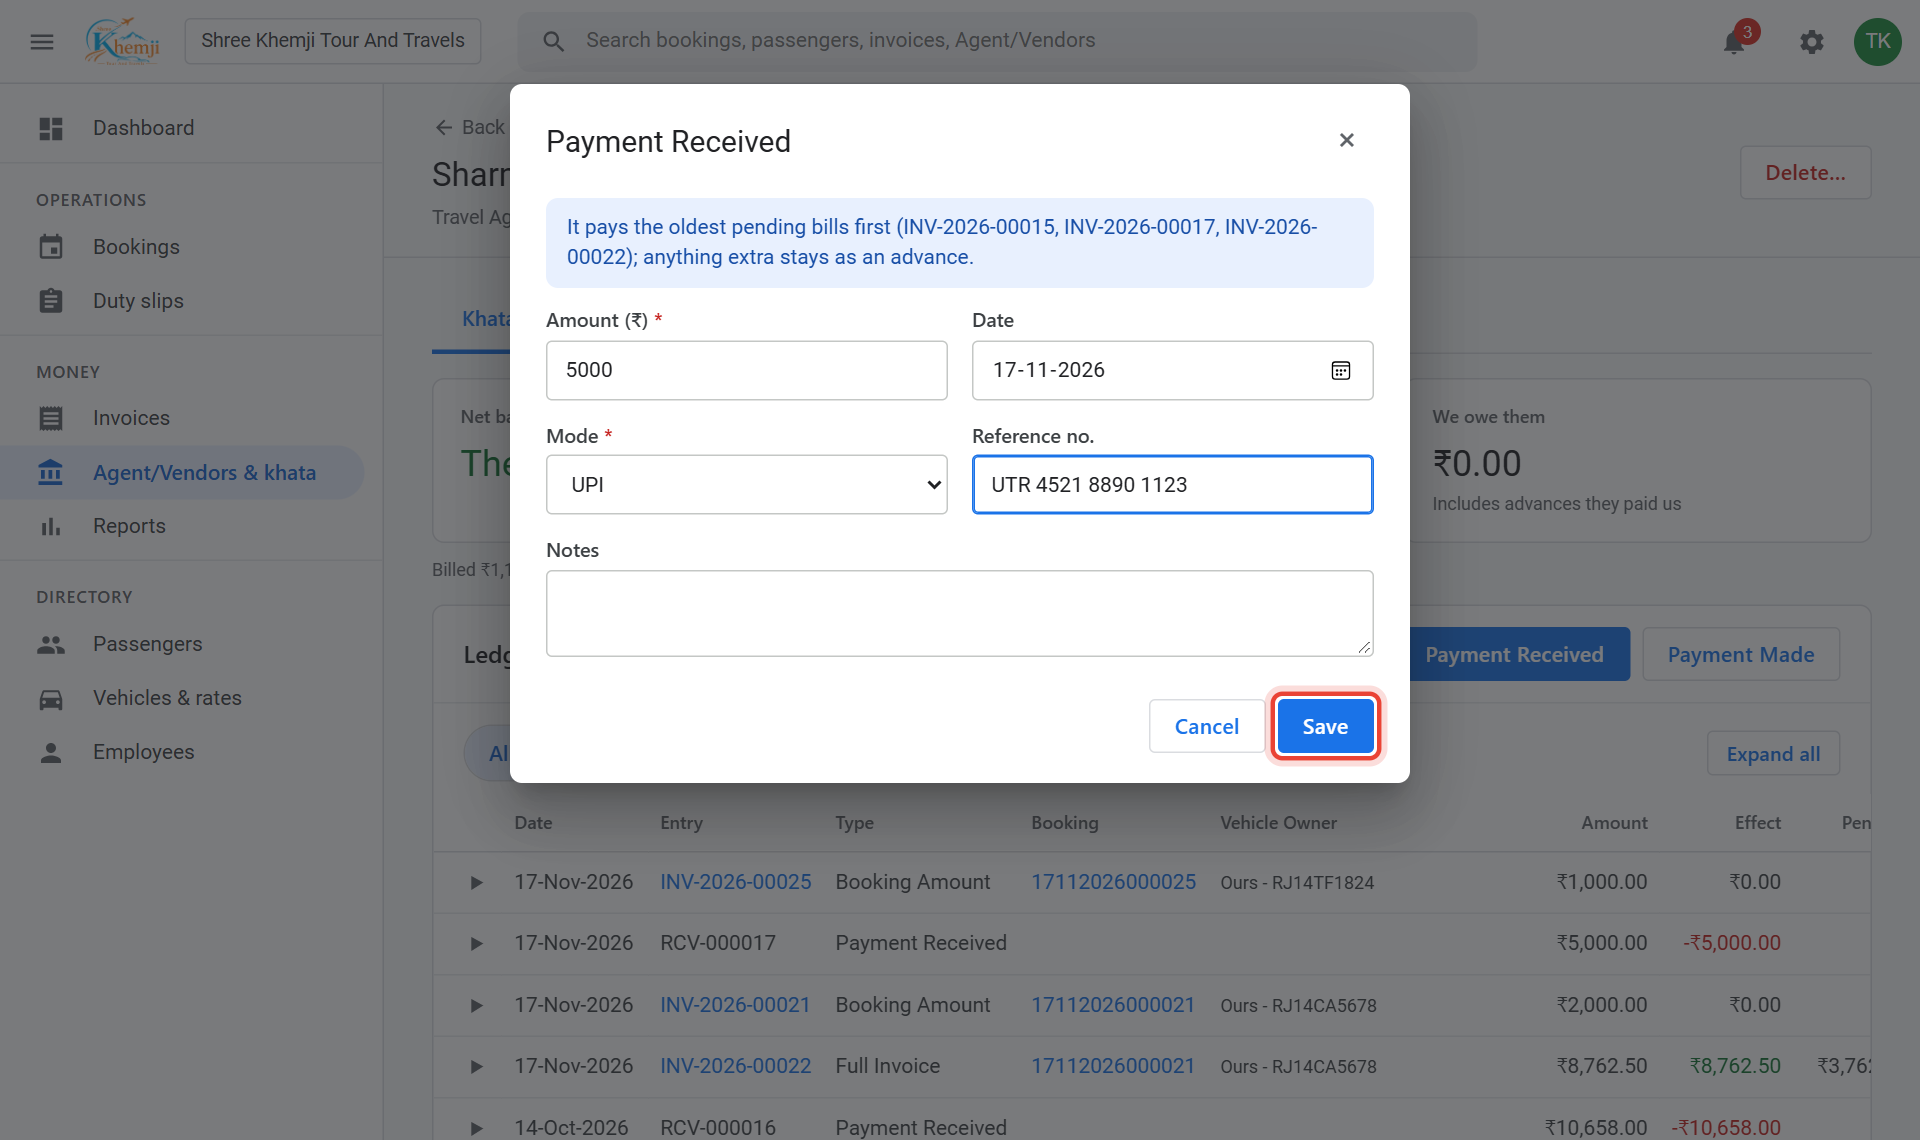 Khemji
Shree Khemji Tour And Travels
Search bookings, passengers, invoices, Agent/Vendors
3
TK
Dashboard
OPERATIONS
Bookings
Duty slips
MONEY
Invoices
Agent/Vendors & khata
Reports
DIRECTORY
Passengers
Vehicles & rates
Employees
Back
Delete...
Khata
Payment Received
It pays the oldest pending bills first (INV-2026-00015, INV-2026-00017, INV-2026-
00022); anything extra stays as an advance.
Amount (₹) *
5000
Date
17-11-2026
Mode *
UPI
Reference no.
UTR 4521 8890 1123
Notes
Cancel
Save
Net
We owe them
₹0.00
Includes advances they paid us
Billed ₹1,1
Payment Received
Payment Made
Expand all
Date Entry Type Booking Vehicle Owner Amount Effect
17-Nov-2026 INV-2026-00025 Booking Amount 17112026000025 Ours - RJ14TF1824 ₹1,000.00 ₹0.00
17-Nov-2026 RCV-000017 Payment Received ₹5,000.00 -₹5,000.00
17-Nov-2026 INV-2026-00021 Booking Amount 17112026000021 Ours - RJ14CA5678 ₹2,000.00 ₹0.00
17-Nov-2026 INV-2026-00022 Full Invoice 17112026000021 Ours - RJ14CA5678 ₹8,762.50 ₹8,762.50 ₹3,762
14-Oct-2026 RCV-000016 Payment Received ₹10,658.00 -₹10,658.00